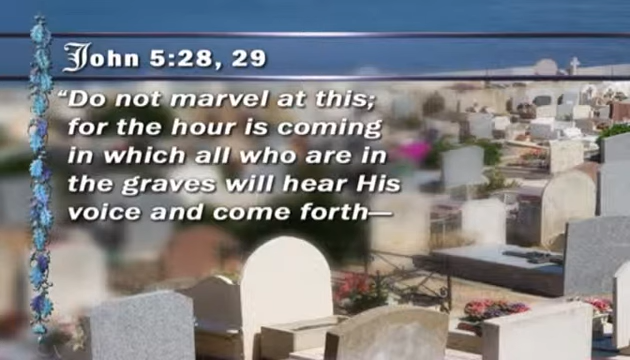 John 5:28, 29
“Do not marvel at this;
for the hour is coming
in which all who are in
the graves will hear His
voice and come forth—